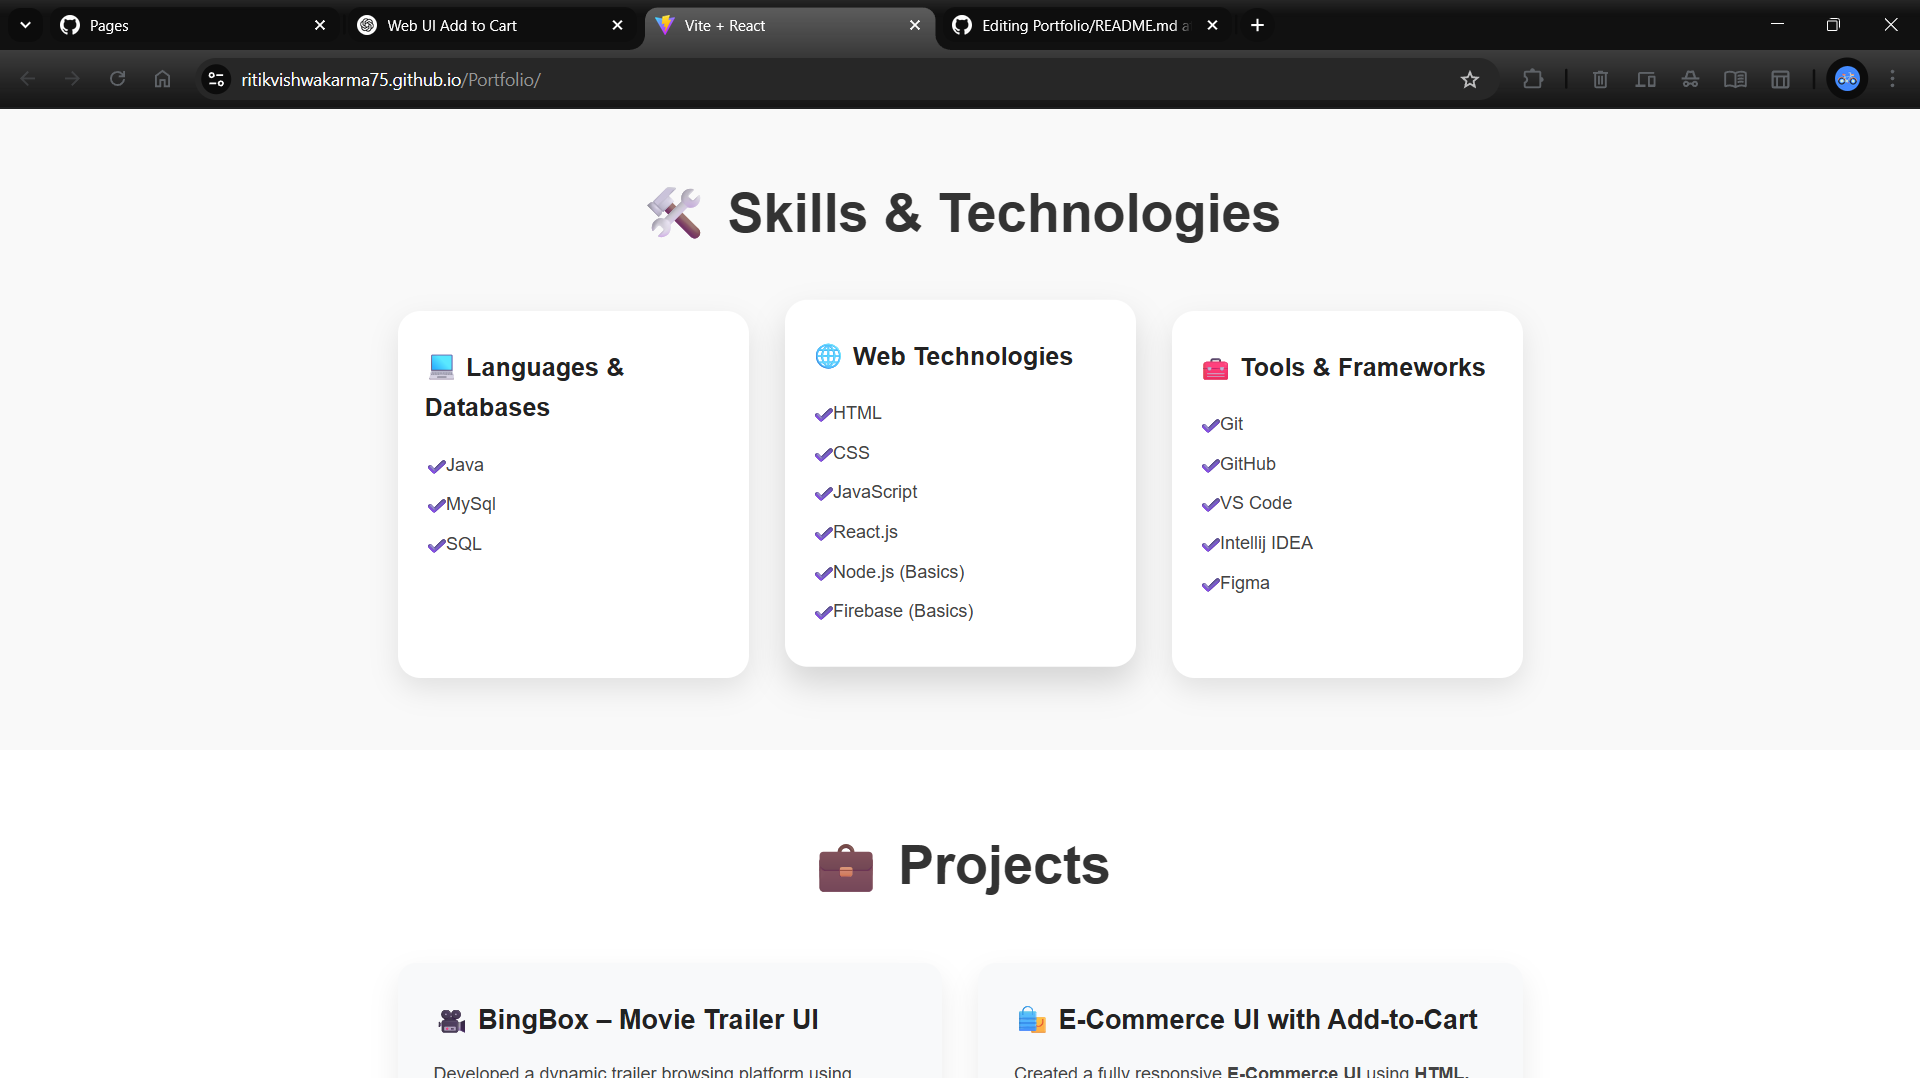 Pages
Web UI Add to Cart
Vite + React
Editing Portfolio/README.md a
ritikvishwakarma75.github.io/Portfolio/
Skills & Technologies
Languages &
Databases
Java
MySql
SQL
Web Technologies
HTML
CSS
JavaScript
React.js
Node.js (Basics)
Firebase (Basics)
Tools & Frameworks
Git
GitHub
VS Code
Intellij IDEA
Figma
Projects
BingBox – Movie Trailer UI
Developed a dynamic trailer browsing platform using
E-Commerce UI with Add-to-Cart
Created a fully responsive E-Commerce UI using HTML,